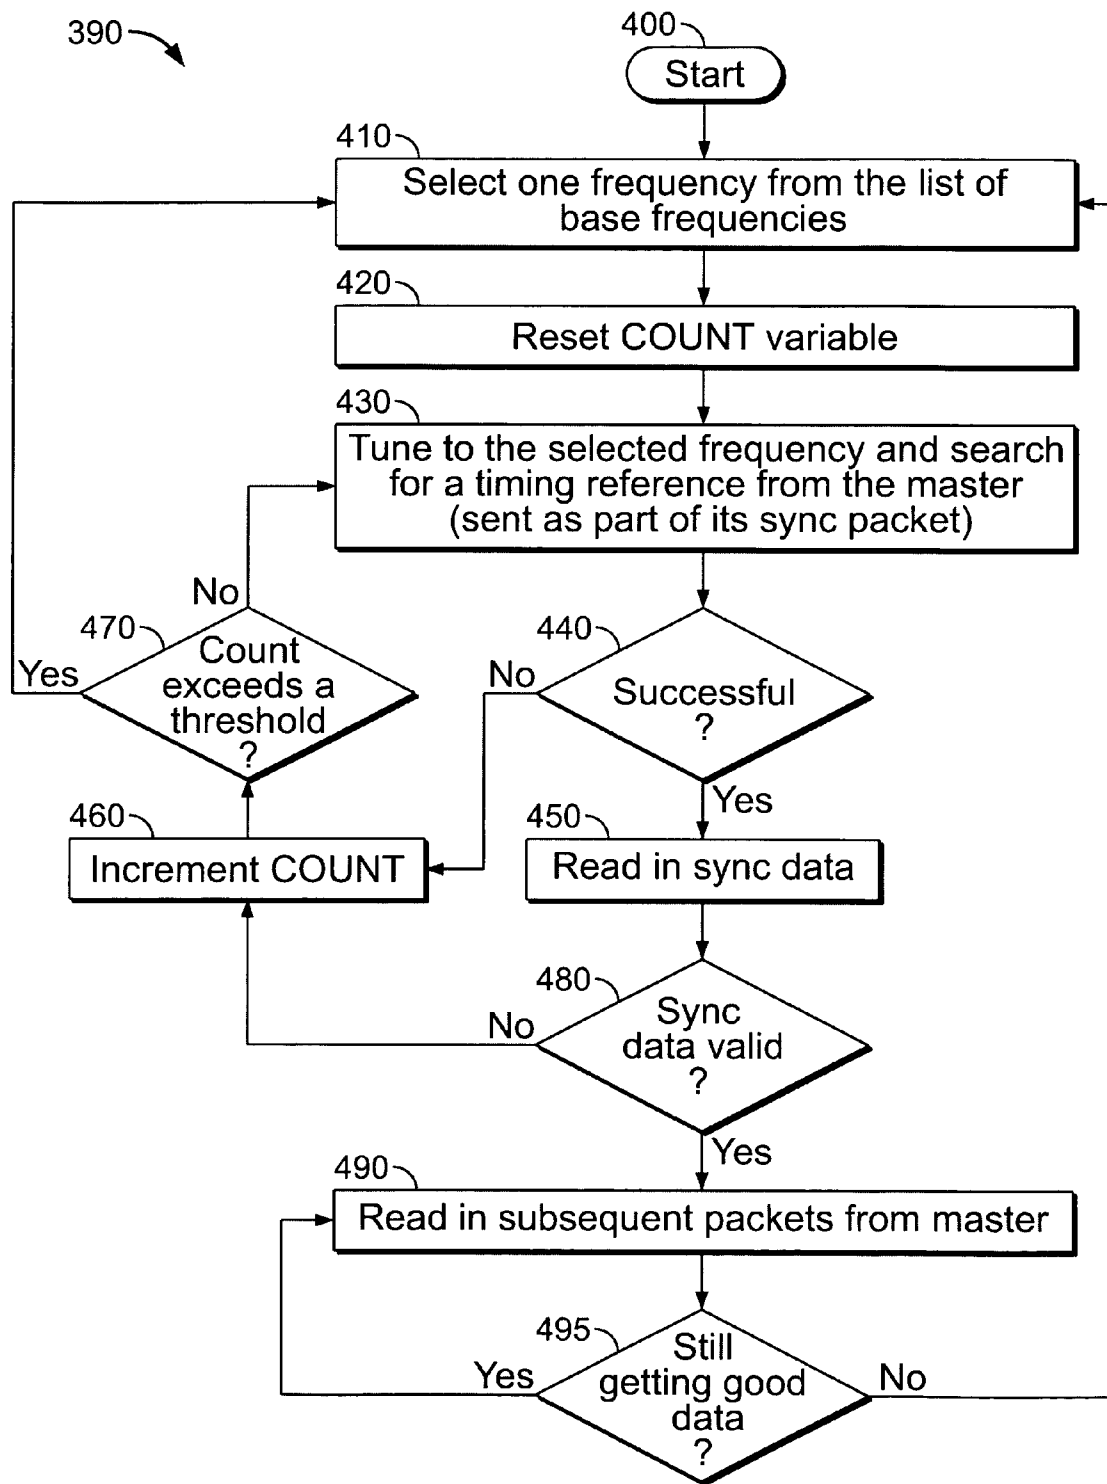 390
400
Start
410
Select one frequency from the list of
base frequencies
420
Reset COUNT variable
430
Tune to the selected frequency and search
for a timing reference from the master
(sent as part of its sync packet)
No
470
Count
exceeds a
threshold
?
Yes
440
Successful
?
No
Yes
460
Increment COUNT
450
Read in sync data
480
Sync
data valid
?
No
Yes
490
Read in subsequent packets from master
495
Still
getting good
data
?
Yes
No